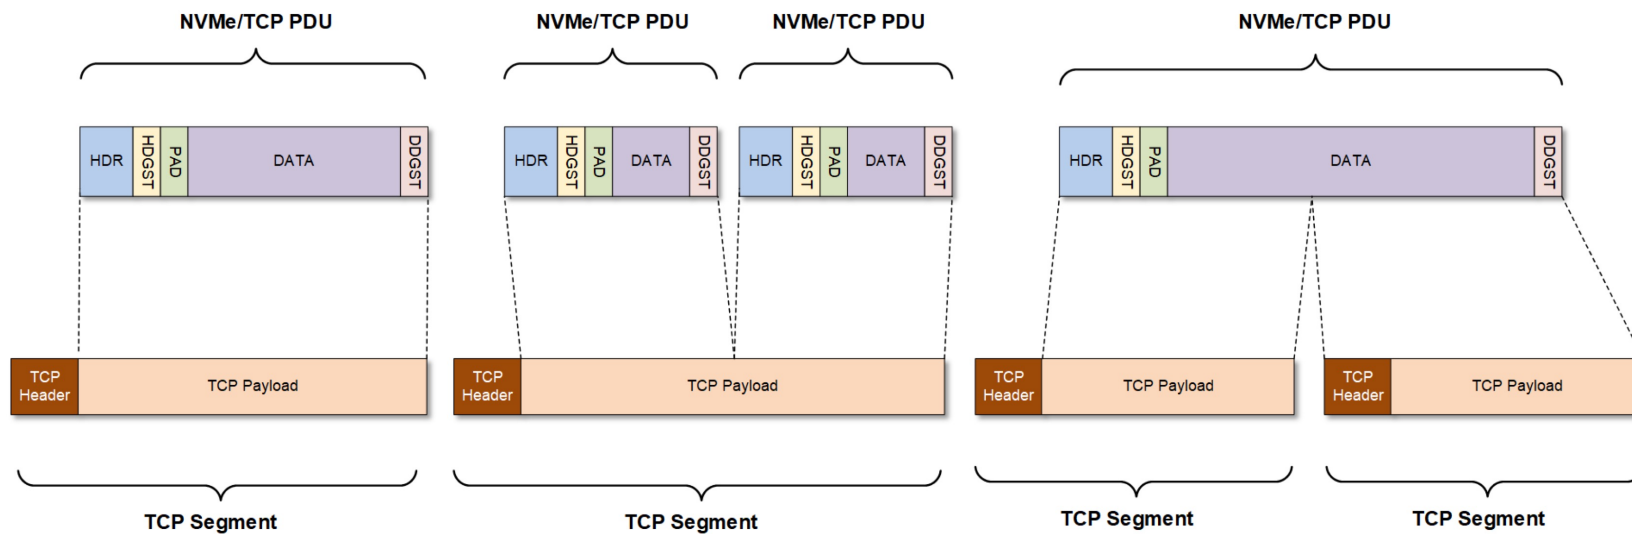 NVMe/TCP PDU
NVMe/TCP PDU
NVMe/TCP PDU
NVMe/TCP PDU
HDR
HDGST
PAD
DATA
DDGST
HDR
HDGST
PAD
DATA
DDGST
HDR
HDGST
PAD
DATA
DDGST
HDR
HDGST
PAD
DATA
DDGST
TCP
Header
TCP Payload
TCP
Header
TCP Payload
TCP
Header
TCP Payload
TCP
Header
TCP Payload
TCP Segment
TCP Segment
TCP Segment
TCP Segment